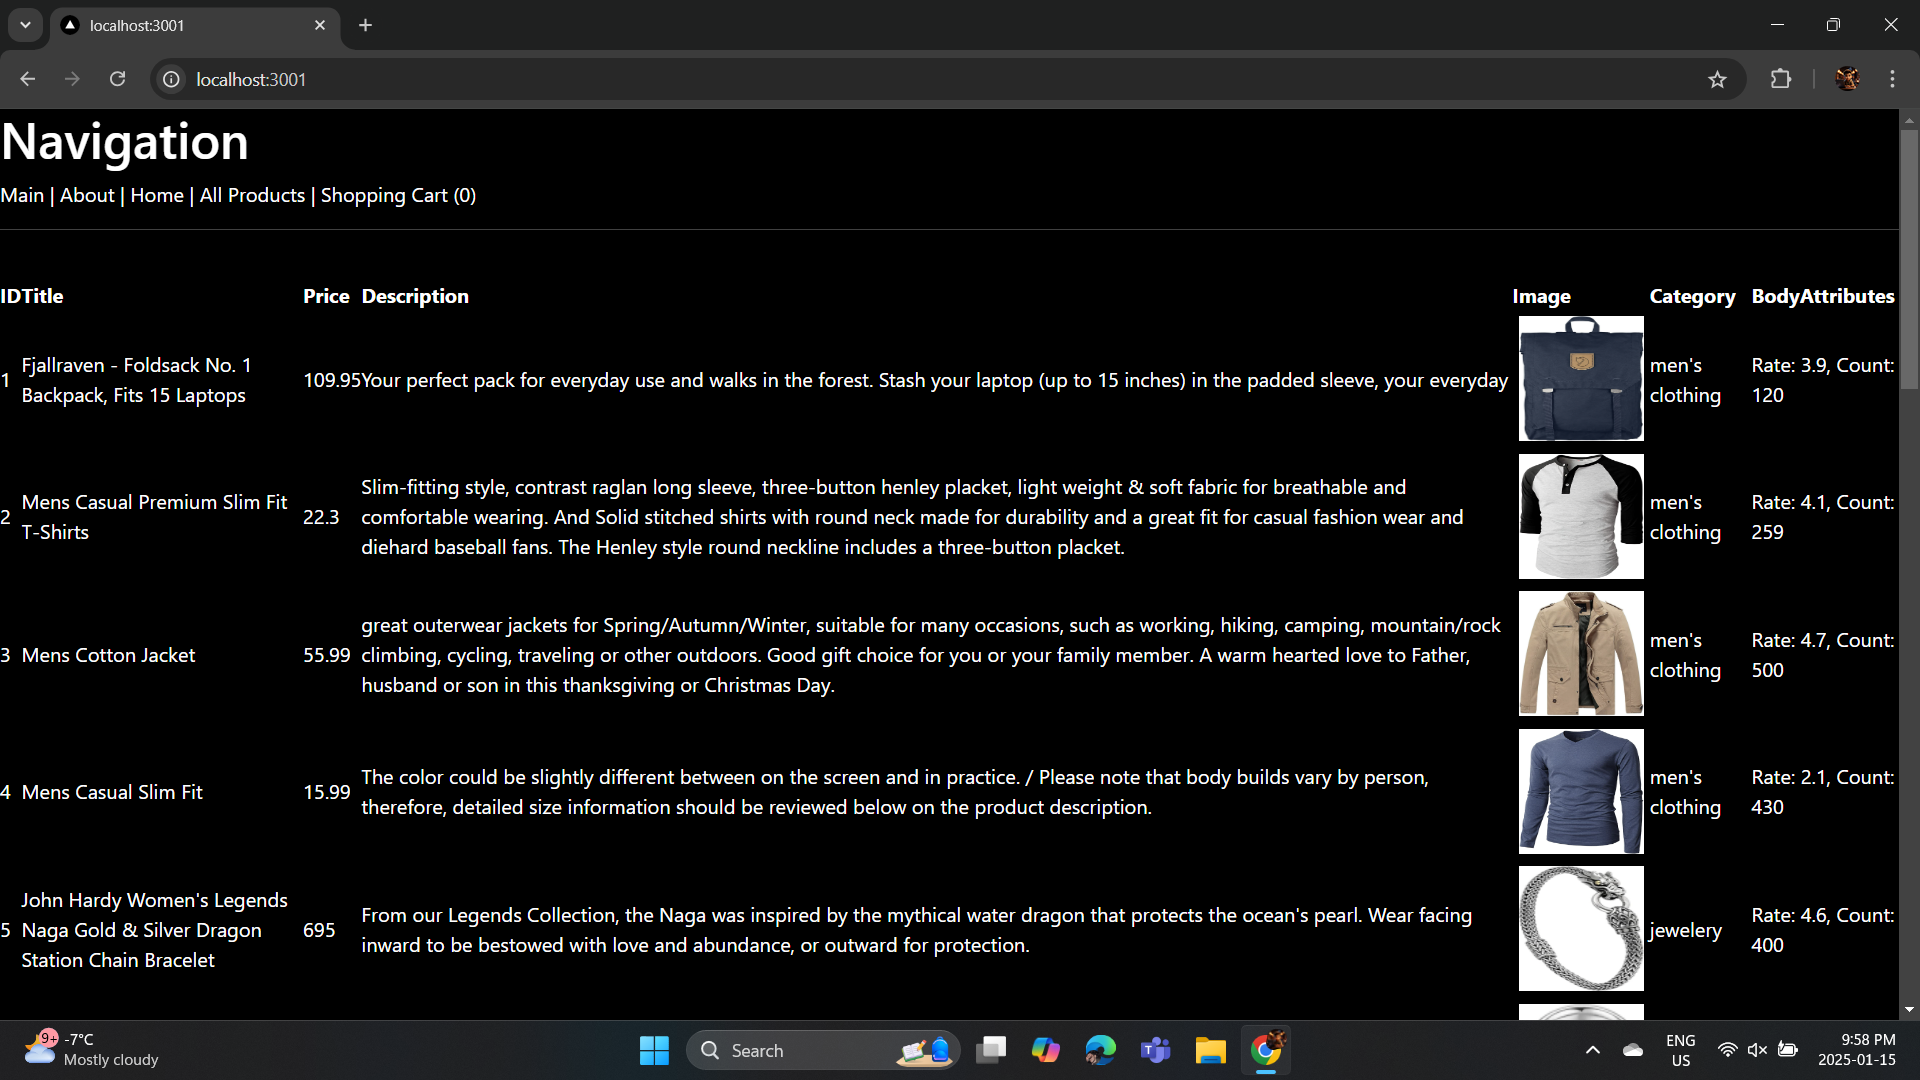 localhost:3001
localhost:3001
Navigation
Main | About | Home | All Products | Shopping Cart (0)
IDTitle Price Description Image Category BodyAttributes
1 Fjallraven - Foldsack No. 1
Backpack, Fits 15 Laptops
109.95Your perfect pack for everyday use and walks in the forest. Stash your laptop (up to 15 inches) in the padded sleeve, your everyday
men's
clothing
Rate: 3.9, Count:
120
2 Mens Casual Premium Slim Fit
T-Shirts
22.3
Slim-fitting style, contrast raglan long sleeve, three-button henley placket, light weight & soft fabric for breathable and
comfortable wearing. And Solid stitched shirts with round neck made for durability and a great fit for casual fashion wear and
diehard baseball fans. The Henley style round neckline includes a three-button placket.
men's
clothing
Rate: 4.1, Count:
259
3 Mens Cotton Jacket
55.99
great outerwear jackets for Spring/Autumn/Winter, suitable for many occasions, such as working, hiking, camping, mountain/rock
climbing, cycling, traveling or other outdoors. Good gift choice for you or your family member. A warm hearted love to Father,
husband or son in this thanksgiving or Christmas Day.
men's
clothing
Rate: 4.7, Count:
500
4 Mens Casual Slim Fit
15.99
The color could be slightly different between on the screen and in practice. / Please note that body builds vary by person,
therefore, detailed size information should be reviewed below on the product description.
men's
clothing
Rate: 2.1, Count:
430
5 John Hardy Women's Legends
Naga Gold & Silver Dragon
Station Chain Bracelet
695
From our Legends Collection, the Naga was inspired by the mythical water dragon that protects the ocean's pearl. Wear facing
inward to be bestowed with love and abundance, or outward for protection.
jewelery
Rate: 4.6, Count:
400
9+
-7°C
Mostly cloudy
Search
ENG
US
9:58 PM
2025-01-15